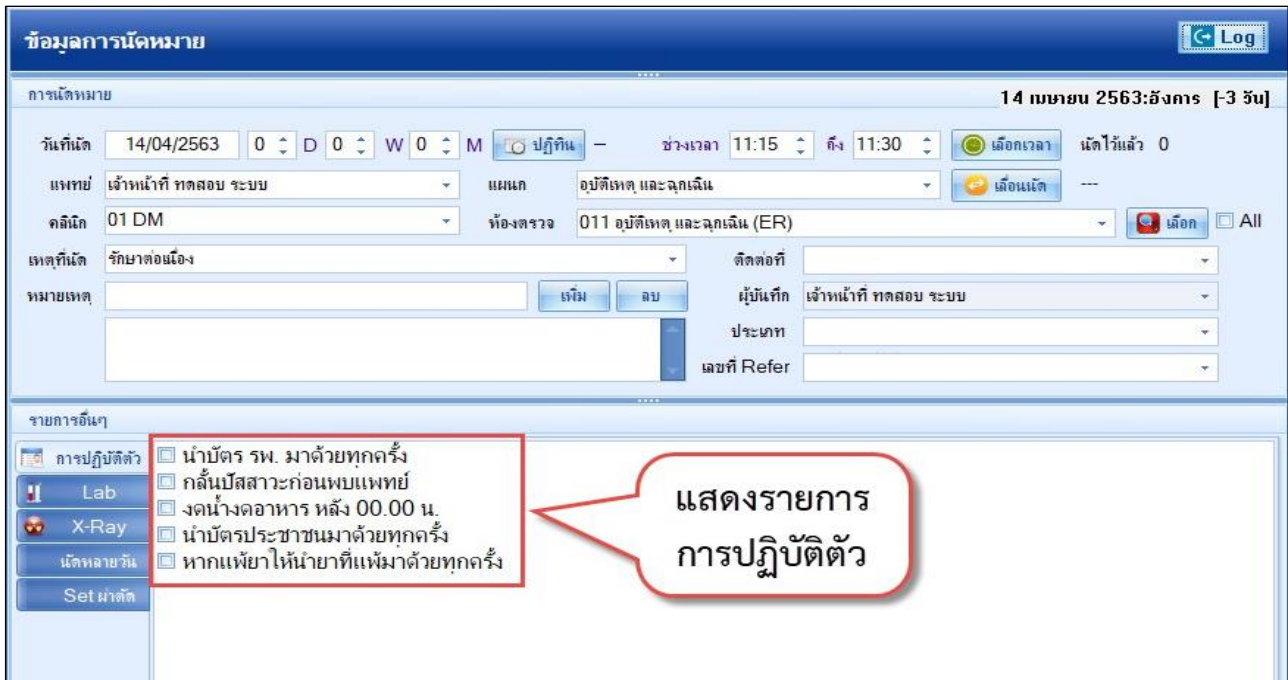 ข้อมูลการนัดหมาย Log
การนัดหมาย 14 เมษายน 2563:อังคาร [-3 วัน]
วันที่นัด 14/04/2563 0 D 0 W 0 M ปฏิทิน -- ช่วงเวลา 11:15 ถึง 11:30 เลือกเวลา นัดไว้แล้ว 0
แพทย์ เจ้าหน้าที่ ทดสอบ ระบบ แผนก อุบัติเหตุ และฉุกเฉิน เลื่อนนัด ---
คลินิก 01 DM ห้องตรวจ 011 อุบัติเหตุ และฉุกเฉิน (ER) เลือก All
เหตุที่นัด รักษาต่อเนื่อง ติดต่อที่
หมายเหตุ เพิ่ม ลบ ผู้บันทึก เจ้าหน้าที่ ทดสอบ ระบบ
ประเภท
เลขที่ Refer
รายการอื่นๆ
การปฏิบัติตัว
Lab
X-Ray
นัดหลายวัน
Set ผ่าตัด
นำบัตร รพ. มาด้วยทุกครั้ง
กลั้นปัสสาวะก่อนพบแพทย์
งดน้ำงดอาหาร หลัง 00.00 น.
นำบัตรประชาชนมาด้วยทุกครั้ง
หากแพ้ยาให้นำยาที่แพ้มาด้วยทุกครั้ง
แสดงรายการ
การปฏิบัติตัว